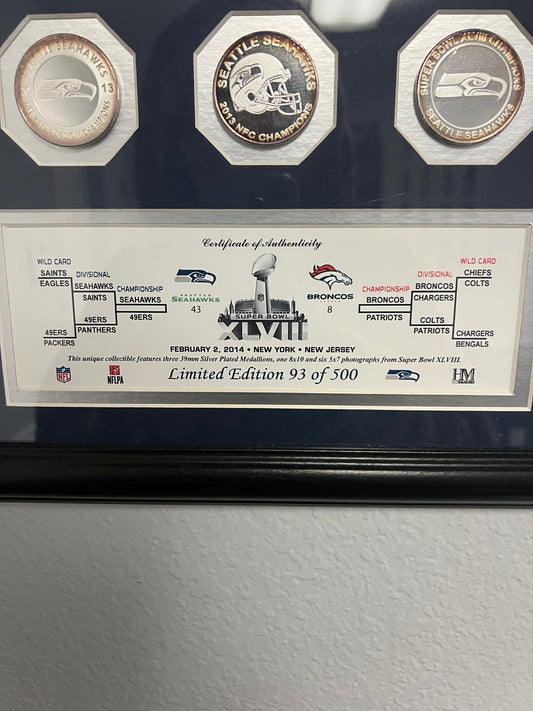 SEATTLE SEAHAWKS
13
CHAMPIONS
SEATTLE SEAHAWKS
2013 NFC CHAMPIONS
SUPER BOWL XLVIII CHAMPIONS
SEATTLE SEAHAWKS
Certificate of Authenticity
WILD CARD
SAINTS
EAGLES
49ERS
PACKERS
DIVISIONAL
SEAHAWKS
SAINTS
49ERS
PANTHERS
CHAMPIONSHIP
SEAHAWKS
49ERS
SEATTLE
SEAHAWKS
43
SUPER BOWL
XLVIII
BRONCOS
8
CHAMPIONSHIP
BRONCOS
PATRIOTS
DIVISIONAL
BRONCOS
CHARGERS
COLTS
PATRIOTS
WILD CARD
CHIEFS
COLTS
CHARGERS
BENGALS
FEBRUARY 2, 2014 • NEW YORK • NEW JERSEY
This unique collectible features three 39mm Silver Plated Medallions, one 8x10 and six 5x7 photographs from Super Bowl XLVIII.
NFL
NFLPA
Limited Edition 93 of 500
HM